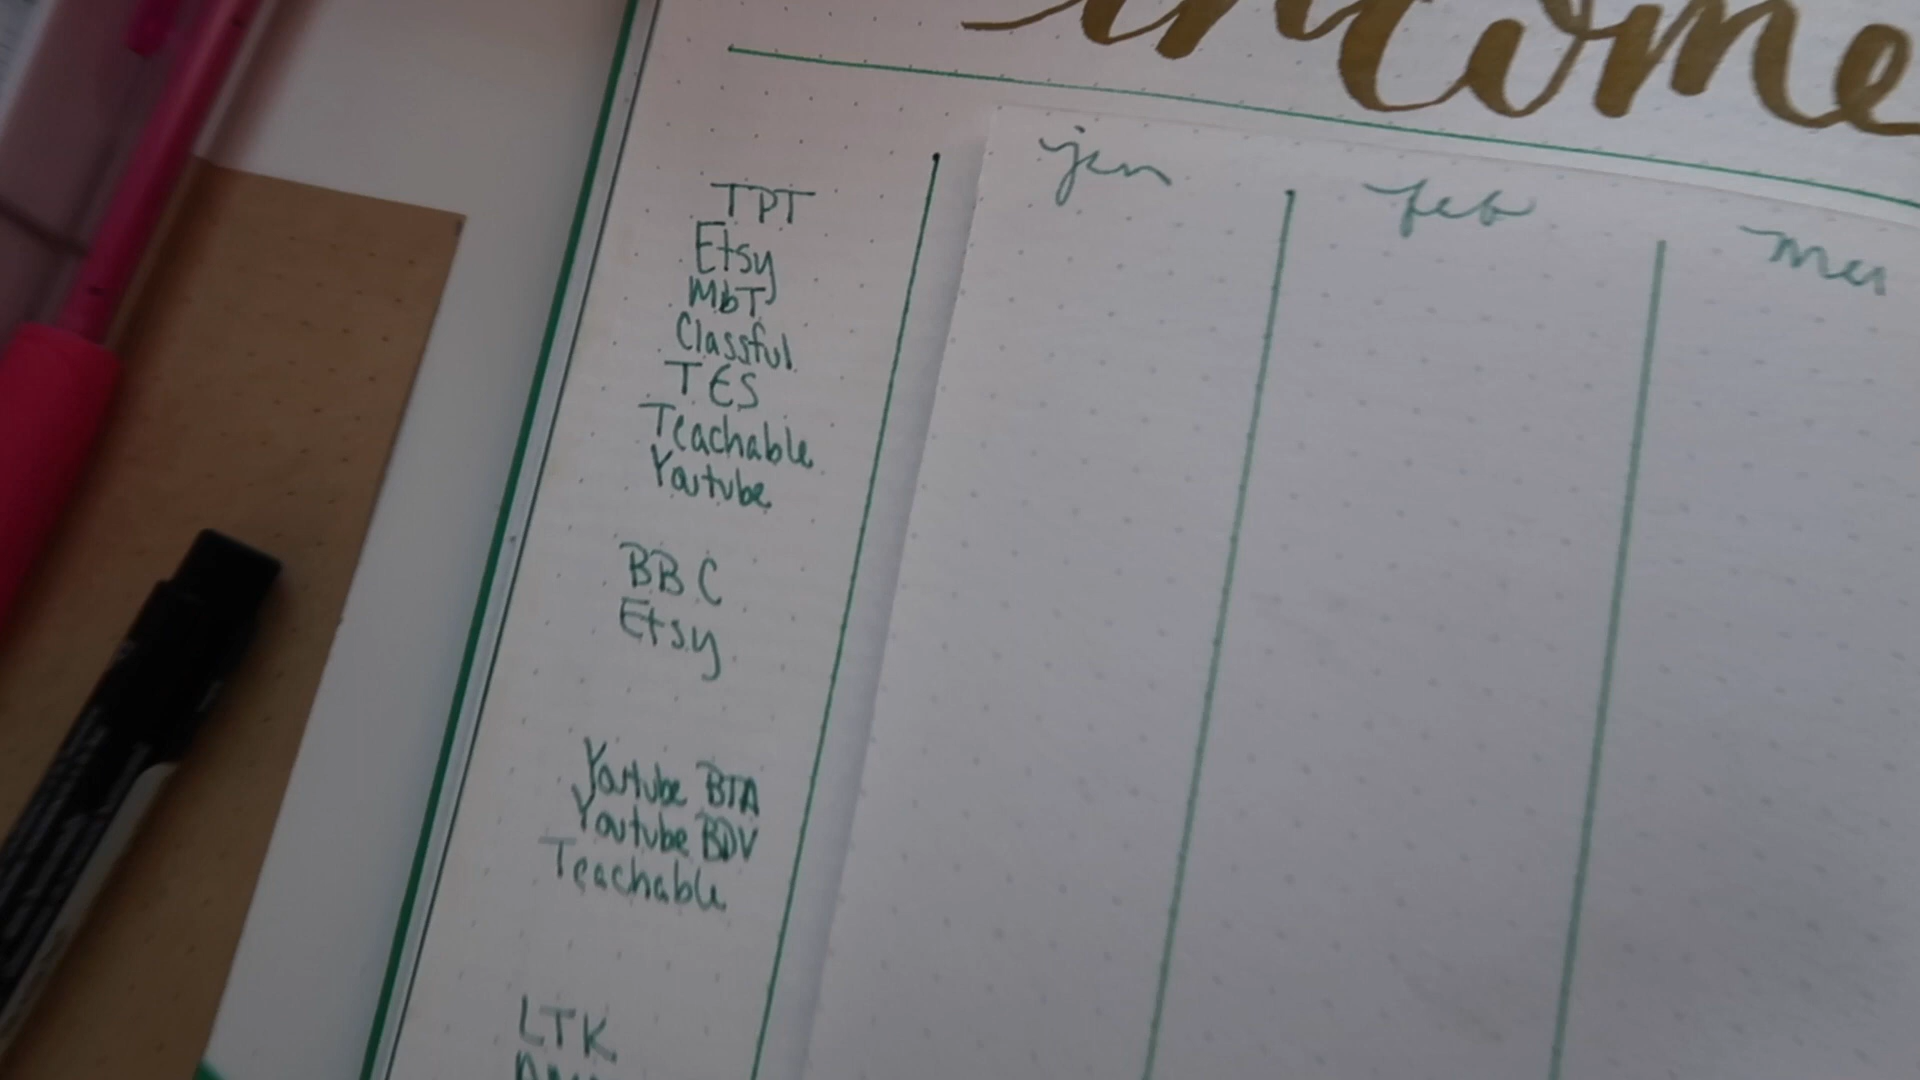 income
jan feb mar
TPT
Etsy
MbT
Classful
TES
Teachable
Youtube
BBC
Etsy
Youtube BTA
Youtube BDV
Teachable
LTK